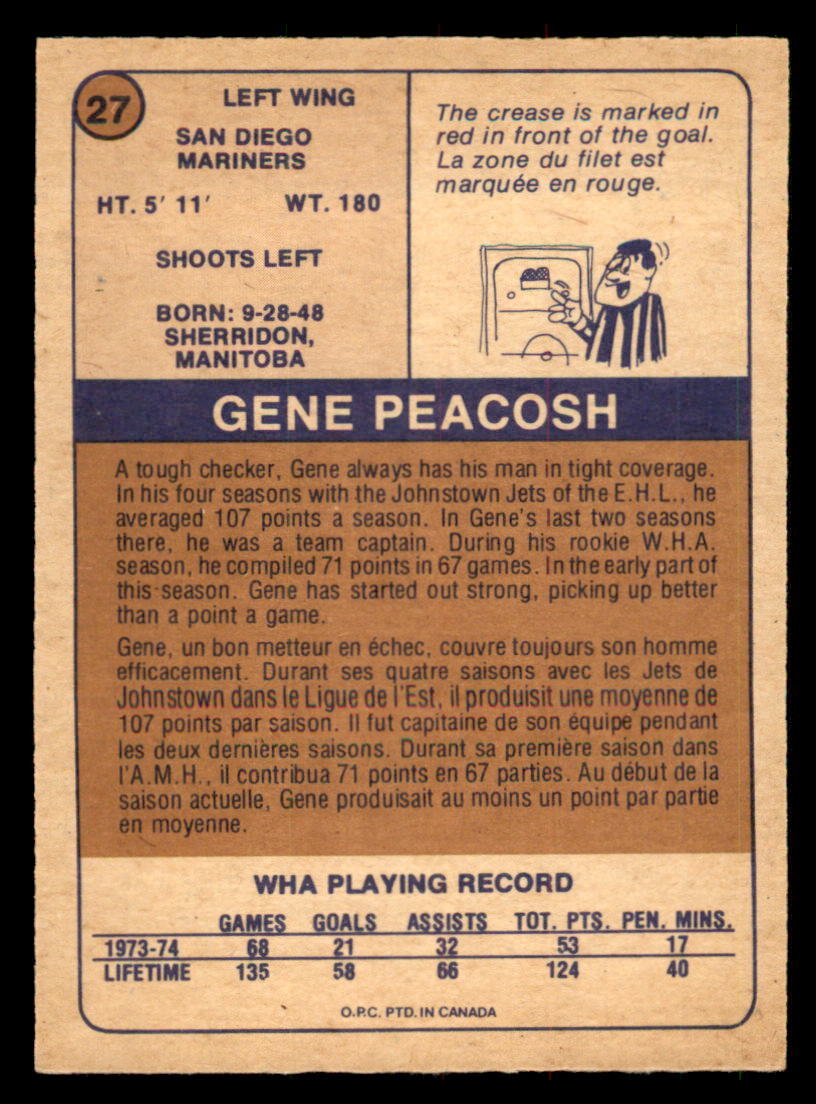 27
LEFT WING
SAN DIEGO
MARINERS
HT. 5' 11' WT. 180
SHOOTS LEFT
BORN: 9-28-48
SHERRIDON,
MANITOBA
The crease is marked in
red in front of the goal.
La zone du filet est
marquée en rouge.
GENE PEACOSH
A tough checker, Gene always has his man in tight coverage.
In his four seasons with the Johnstown Jets of the E.H.L., he
averaged 107 points a season. In Gene's last two seasons
there, he was a team captain. During his rookie W.H.A.
season, he compiled 71 points in 67 games. In the early part of
this season. Gene has started out strong, picking up better
than a point a game.
Gene, un bon metteur en échec, couvre toujours son homme
efficacement. Durant ses quatre saisons avec les Jets de
Johnstown dans le Ligue de l'Est, il produisit une moyenne de
107 points par saison. Il fut capitaine de son équipe pendant
les deux dernières saisons. Durant sa première saison dans
l'A.M.H., il contribua 71 points en 67 parties. Au début de la
saison actuelle, Gene produisait au moins un point par partie
en moyenne.
WHA PLAYING RECORD
GAMES GOALS ASSISTS TOT. PTS. PEN. MINS.
1973-74 68 21 32 53 17
LIFETIME 135 58 66 124 40
O.P.C. PTD. IN CANADA